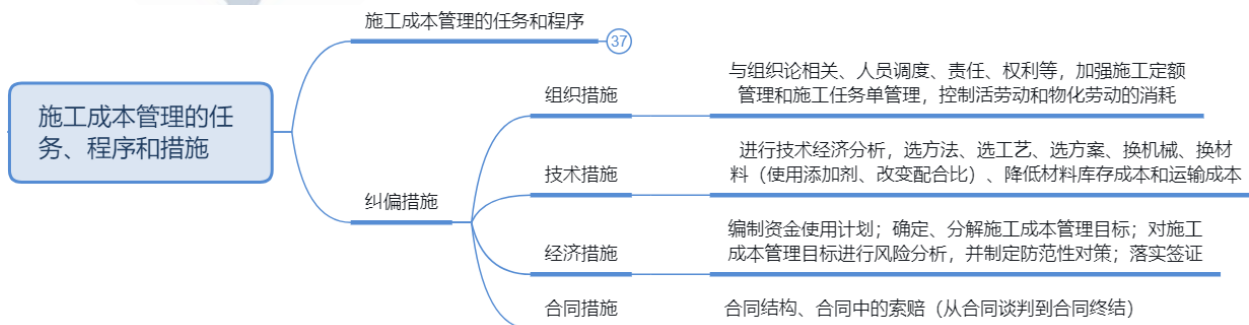 施工成本管理的任务和程序
37
施工成本管理的任
务、程序和措施
纠偏措施
组织措施
与组织论相关、人员调度、责任、权利等，加强施工定额
管理和施工任务单管理，控制活劳动和物化劳动的消耗
技术措施
进行技术经济分析，选方法、选工艺、选方案、换机械、换材
料（使用添加剂、改变配合比）、降低材料库存成本和运输成本
经济措施
编制资金使用计划；确定、分解施工成本管理目标；对施工
成本管理目标进行风险分析，并制定防范性对策；落实签证
合同措施
合同结构、合同中的索赔（从合同谈判到合同终结）